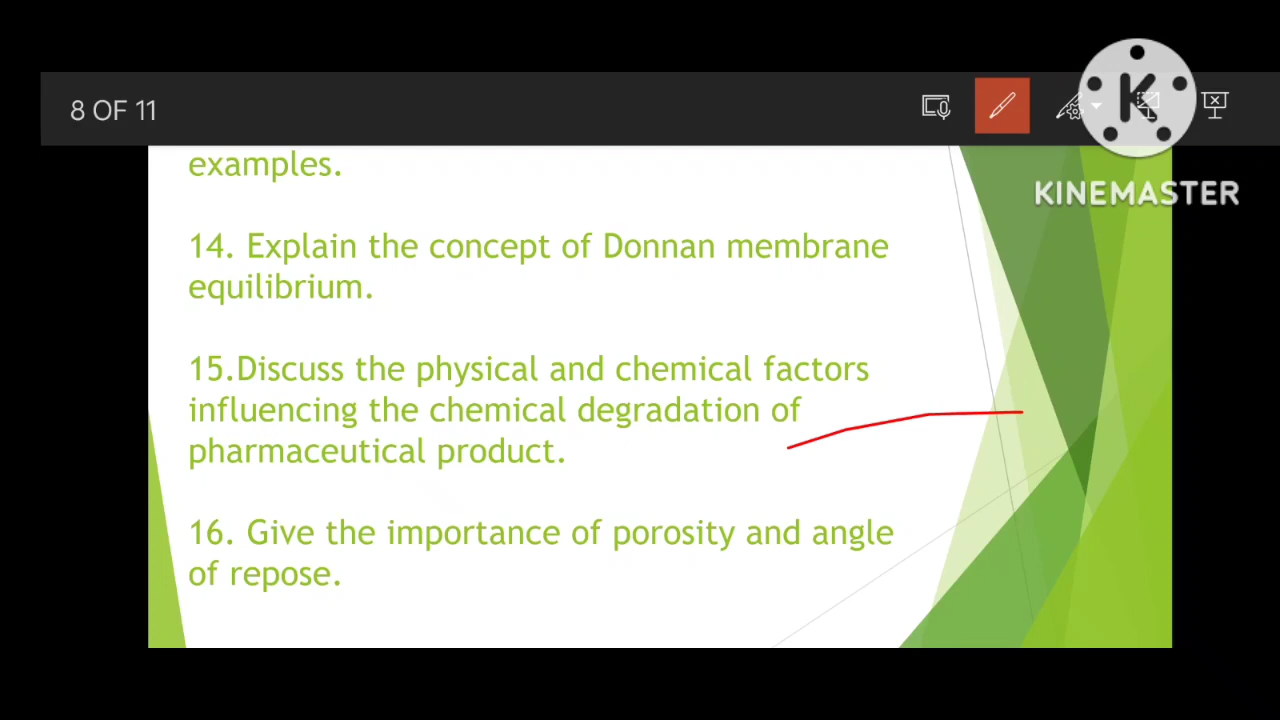 8 OF 11
KINEMASTER
examples.
14. Explain the concept of Donnan membrane
equilibrium.
15.Discuss the physical and chemical factors
influencing the chemical degradation of
pharmaceutical product.
16. Give the importance of porosity and angle
of repose.